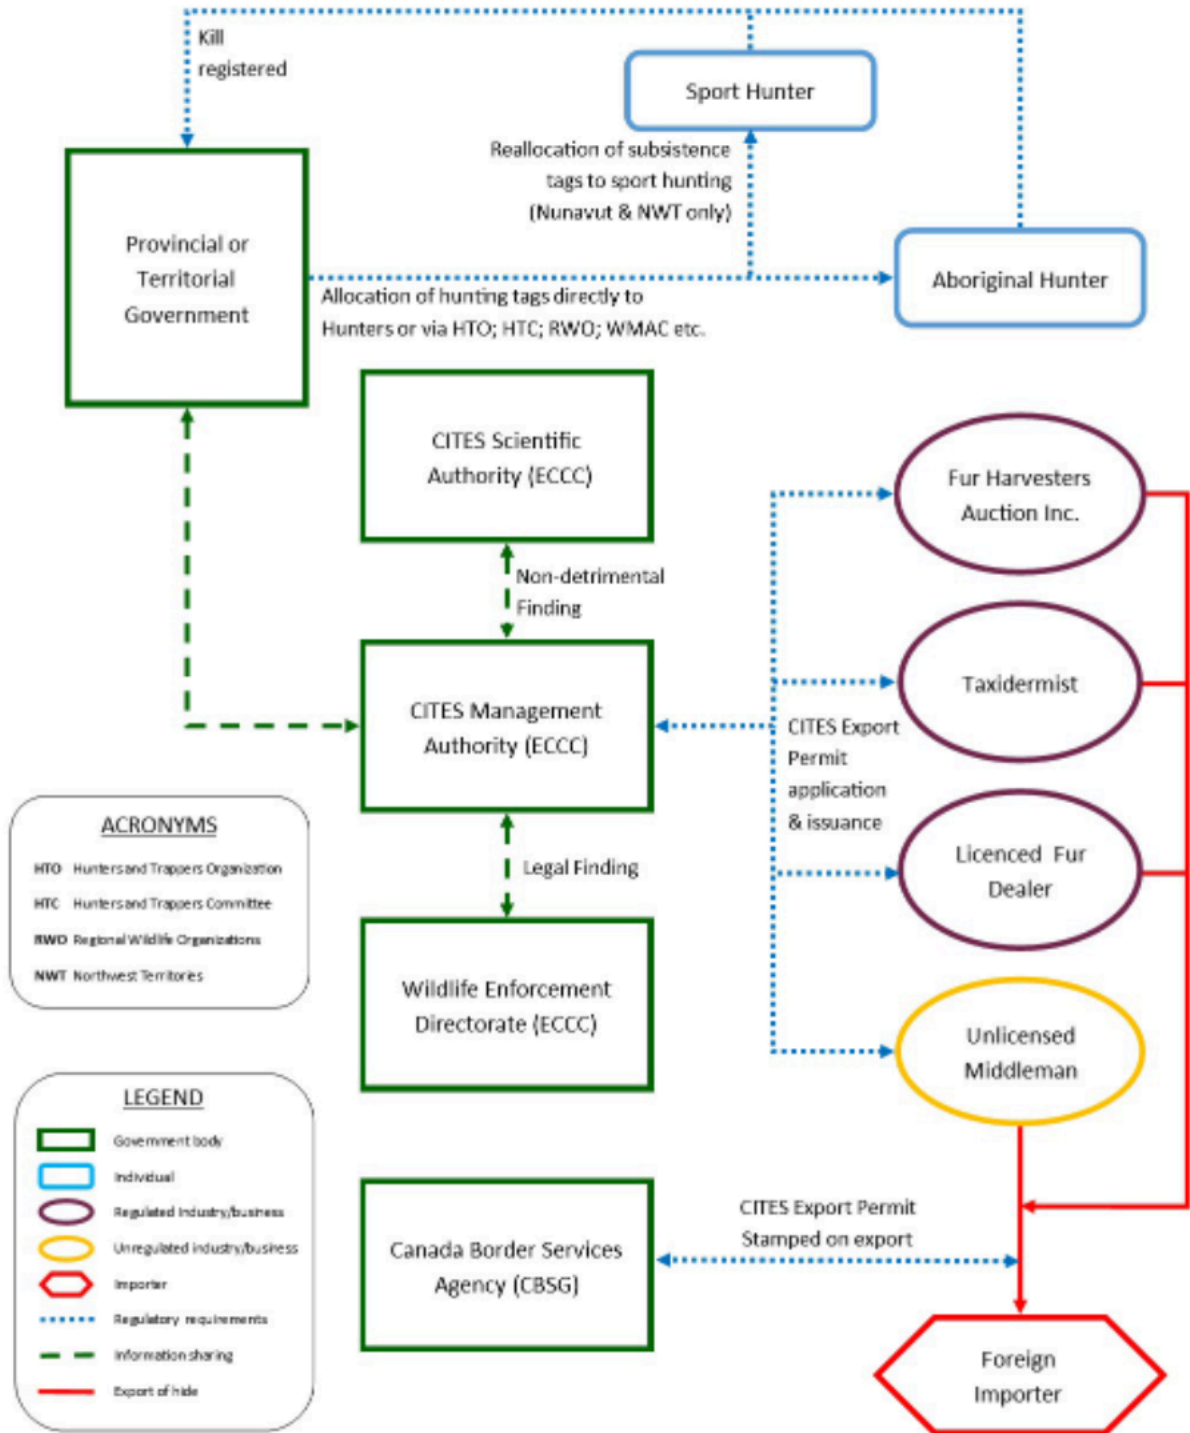 Kill
registered
Sport Hunter
Reallocation of subsistence
tags to sport hunting
(Nunavut & NWT only)
Provincial or
Territorial
Government
Aboriginal Hunter
Allocation of hunting tags directly to
Hunters or via HTO; HTC; RWO; WMAC etc.
CITES Scientific
Authority (ECCC)
Fur Harvesters
Auction Inc.
Non-detrimental
Finding
Taxidermist
CITES Management
Authority (ECCC)
CITES Export
Permit
application
& issuance
Licenced Fur
Dealer
Legal Finding
ACRONYMS
HTO Hunters and Trappers Organization
HTC Hunters and Trappers Committee
RWO Regional Wildlife Organizations
NWT Northwest Territories
Wildlife Enforcement
Directorate (ECCC)
Unlicensed
Middleman
LEGEND
Government body
Individual
Regulated industry/business
Unregulated industry/business
Importer
Regulatory requirements
Information sharing
Export of hide
Canada Border Services
Agency (CBSG)
CITES Export Permit
Stamped on export
Foreign
Importer